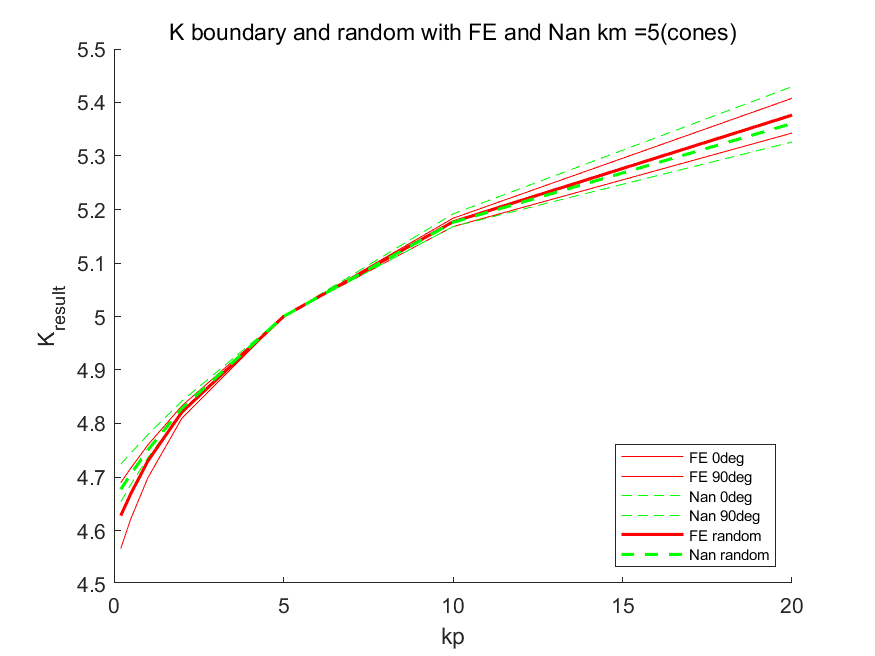 K boundary and random with FE and Nan km =5(cones)
5.5
5.4
5.3
5.2
5.1
5
4.9
4.8
4.7
4.6
4.5
K_result
0
5
10
15
20
kp
FE 0deg
FE 90deg
Nan 0deg
Nan 90deg
FE random
Nan random